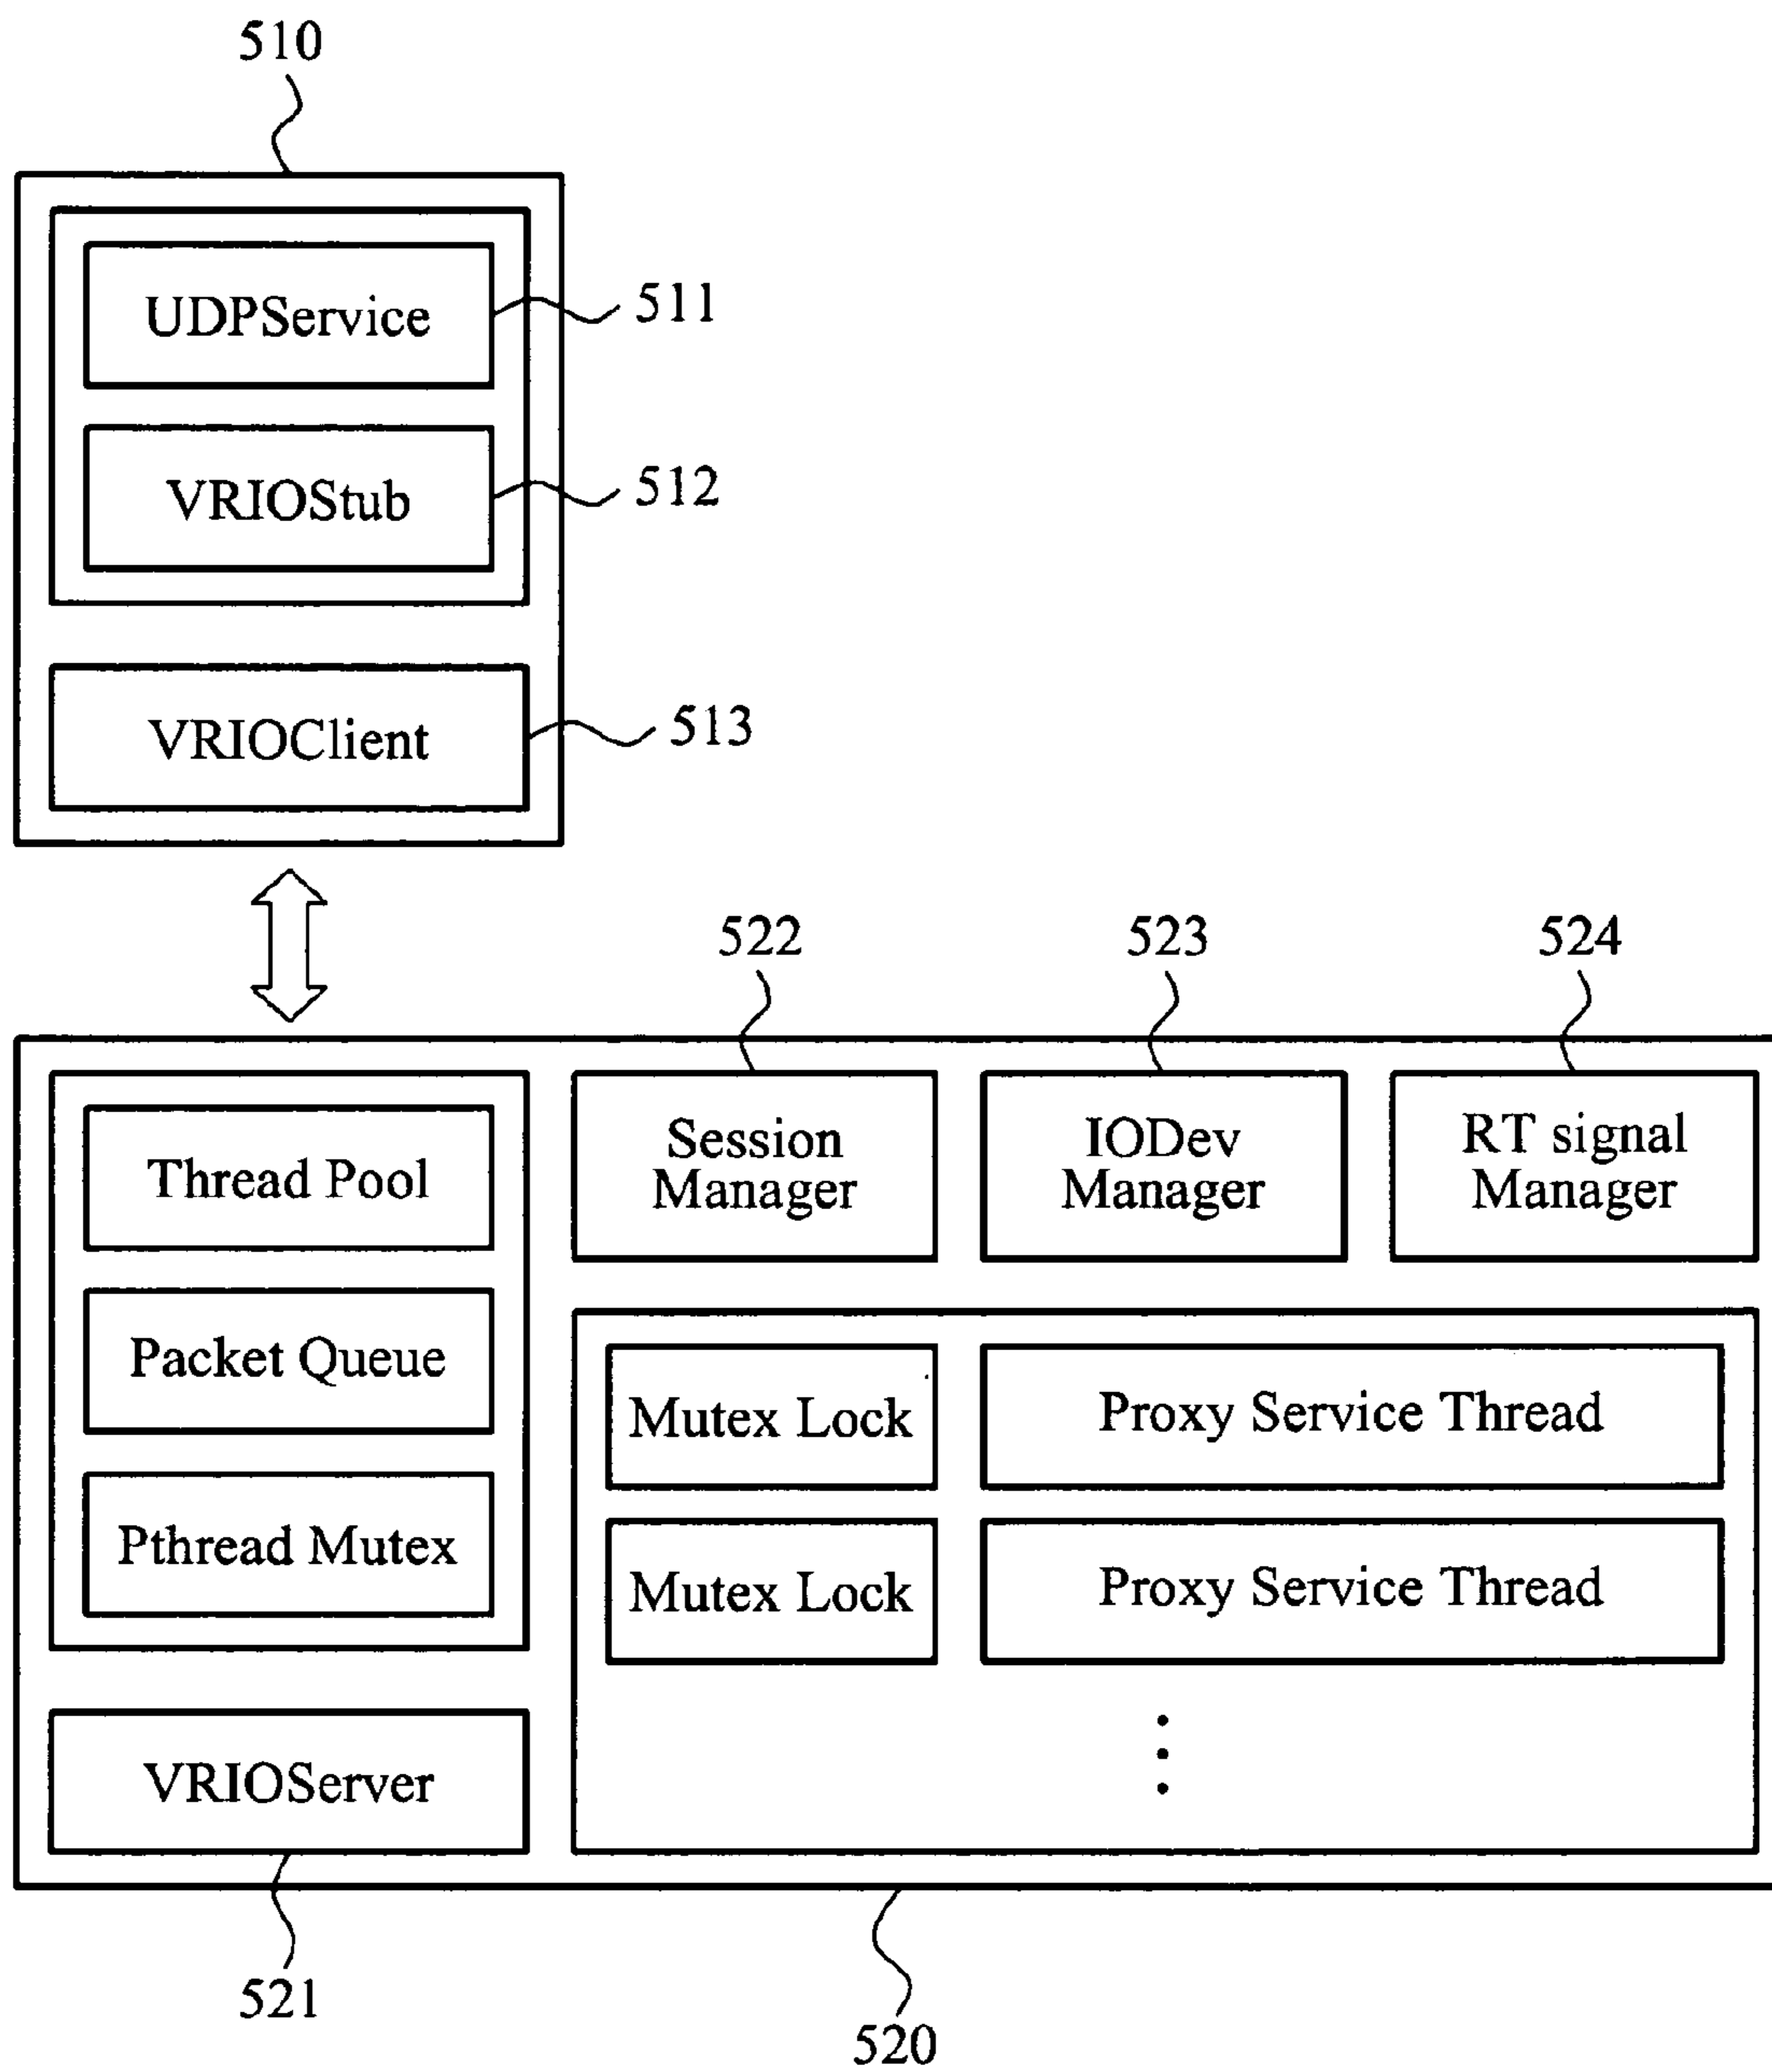 510
UDPService
511
VRIOStub
512
VRIOClient
513
522
523
524
Thread Pool
Session
Manager
IODev
Manager
RT signal
Manager
Packet Queue
Mutex Lock
Proxy Service Thread
Pthread Mutex
Mutex Lock
Proxy Service Thread
VRIOServer
521
520